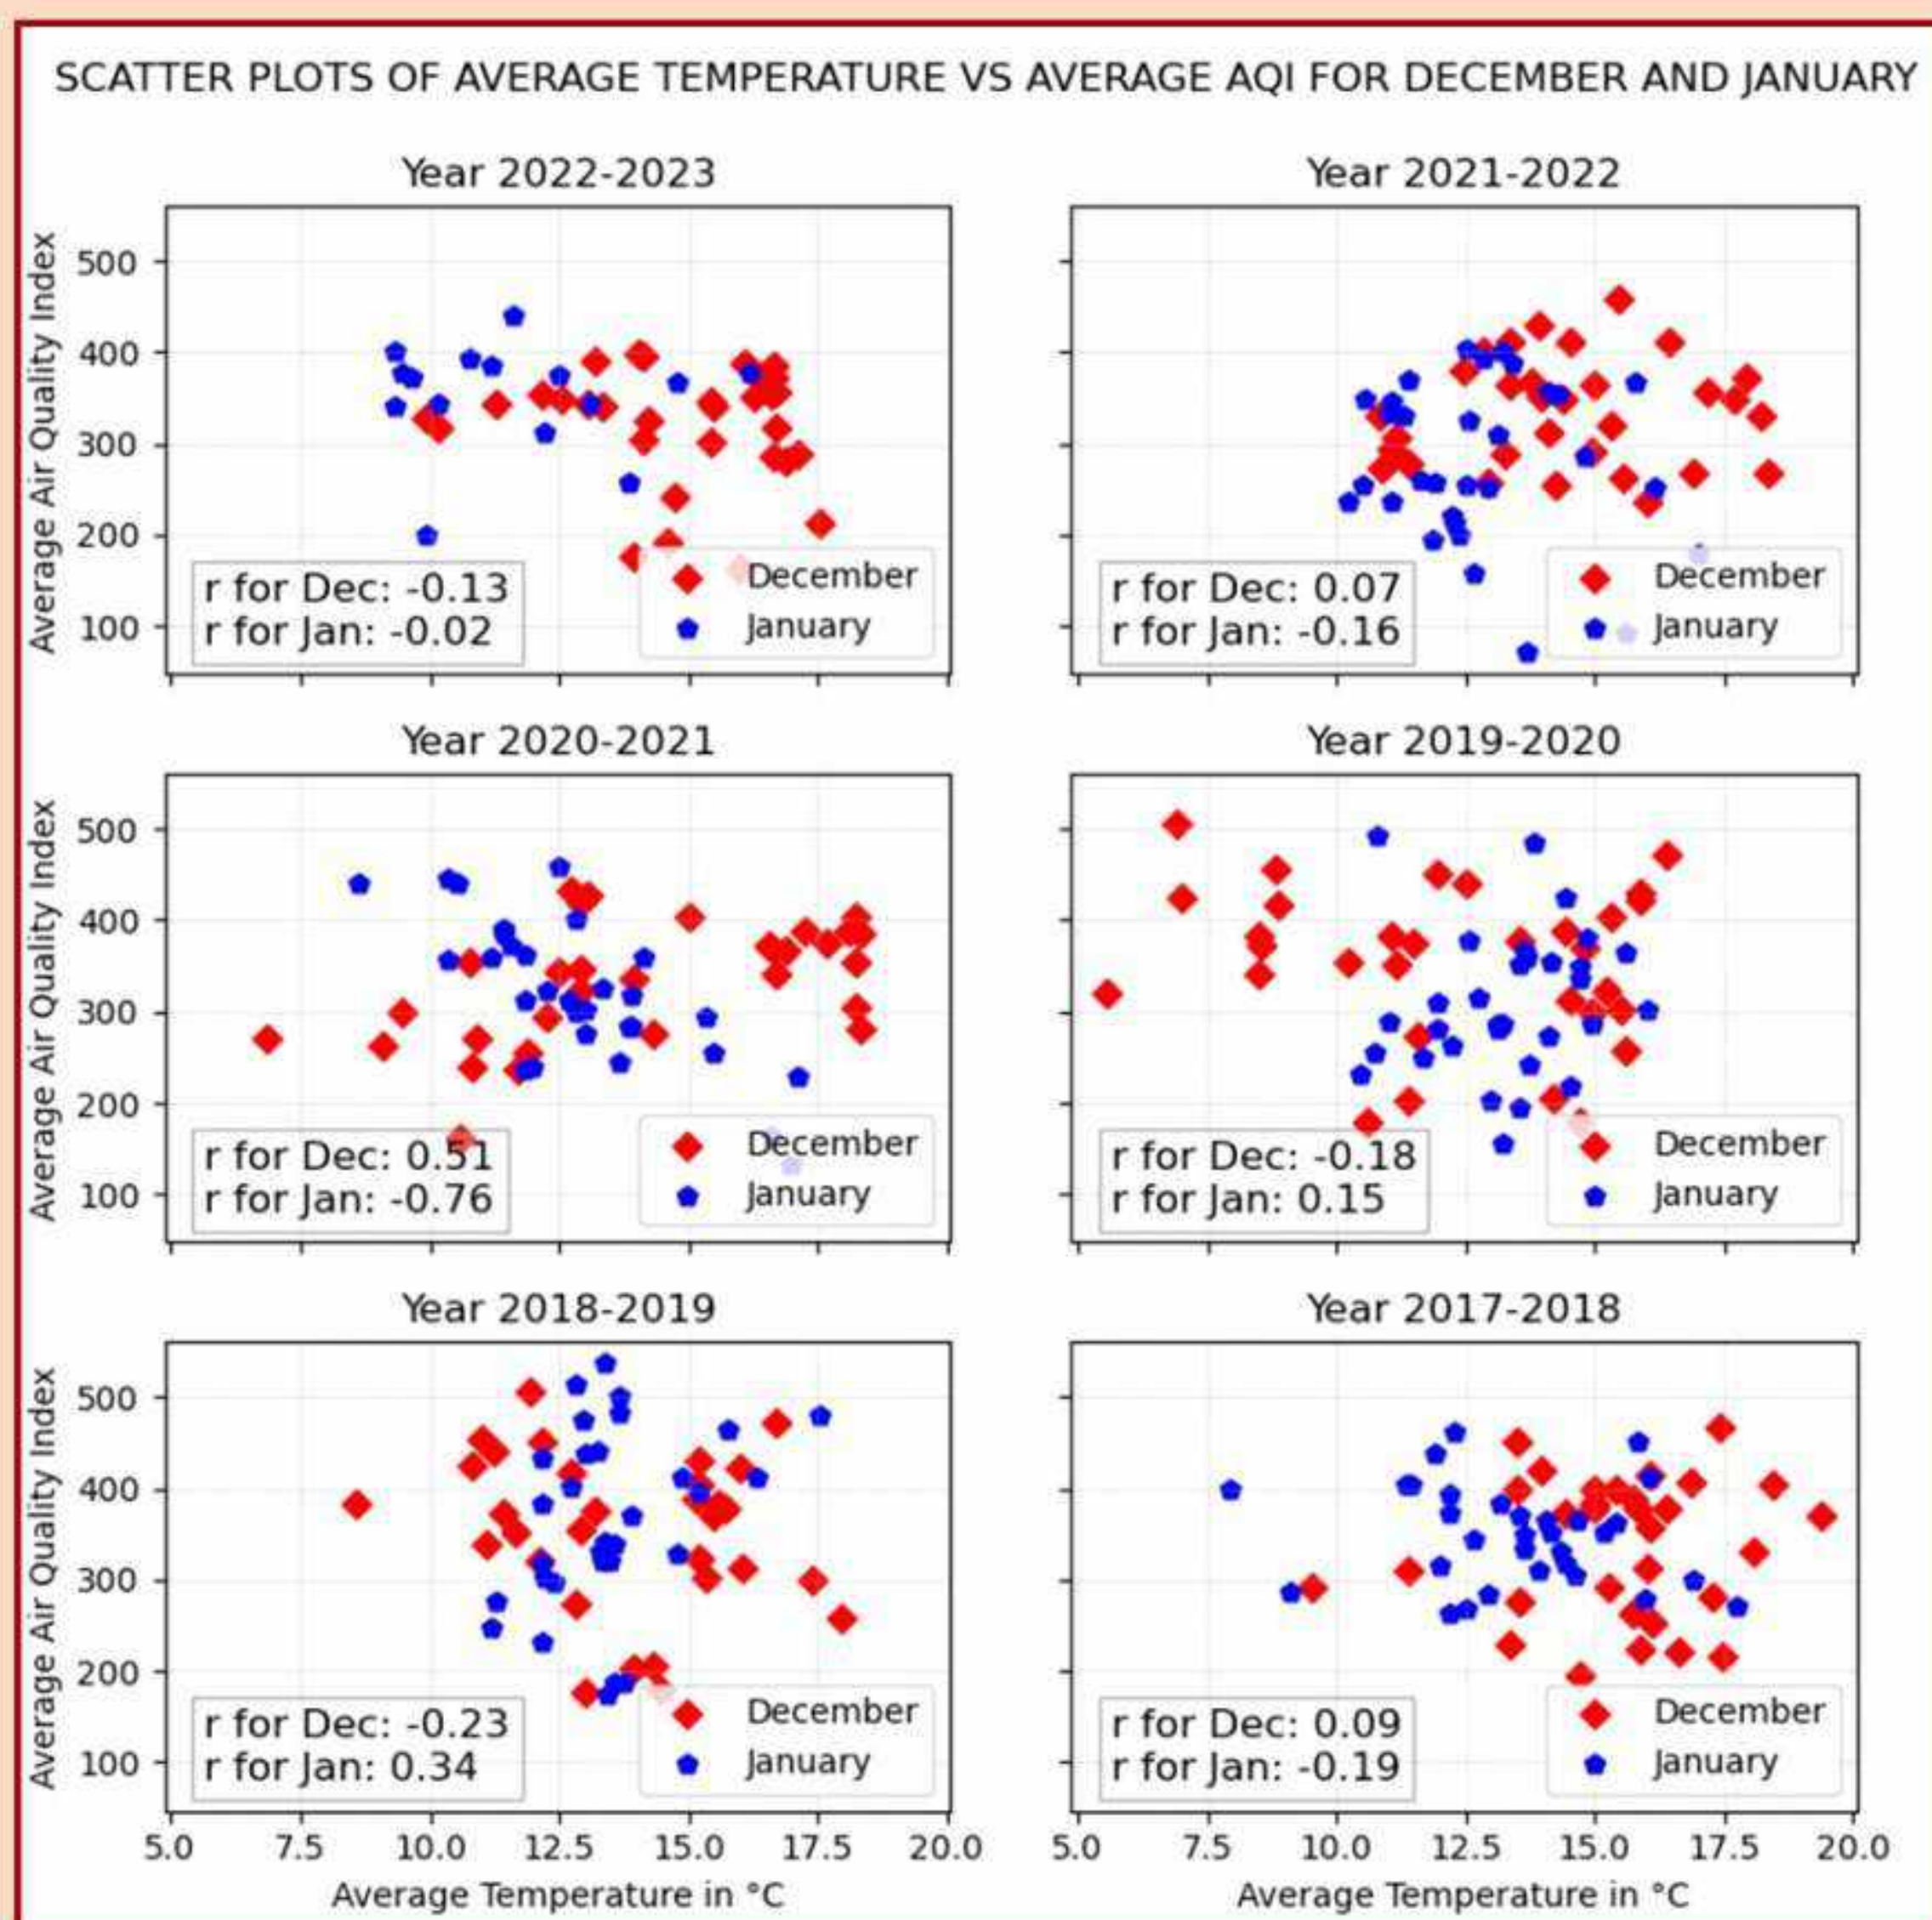 SCATTER PLOTS OF AVERAGE TEMPERATURE VS AVERAGE AQI FOR DECEMBER AND JANUARY
Year 2022-2023
Average Air Quality Index
500
400
300
200
100
r for Dec: -0.13
r for Jan: -0.02
December
January
Year 2021-2022
r for Dec: 0.07
r for Jan: -0.16
December
January
Year 2020-2021
Average Air Quality Index
500
400
300
200
100
r for Dec: 0.51
r for Jan: -0.76
December
January
Year 2019-2020
r for Dec: -0.18
r for Jan: 0.15
December
January
Year 2018-2019
Average Air Quality Index
500
400
300
200
100
r for Dec: -0.23
r for Jan: 0.34
December
January
5.0 7.5 10.0 12.5 15.0 17.5 20.0
Average Temperature in °C
Year 2017-2018
r for Dec: 0.09
r for Jan: -0.19
December
January
5.0 7.5 10.0 12.5 15.0 17.5 20.0
Average Temperature in °C